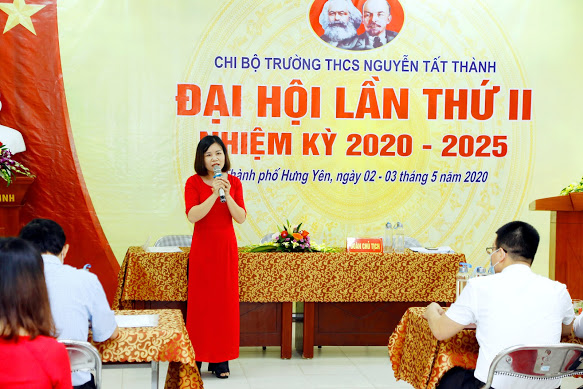 CHI BỘ TRƯỜNG THCS NGUYỄN TẤT THÀNH
ĐẠI HỘI LẦN THỨ II
NHIỆM KỲ 2020 - 2025
hành phố Hưng Yên, ngày 02 - 03 tháng 5 năm 2020
ĐOÀN CHỦ TỊCH